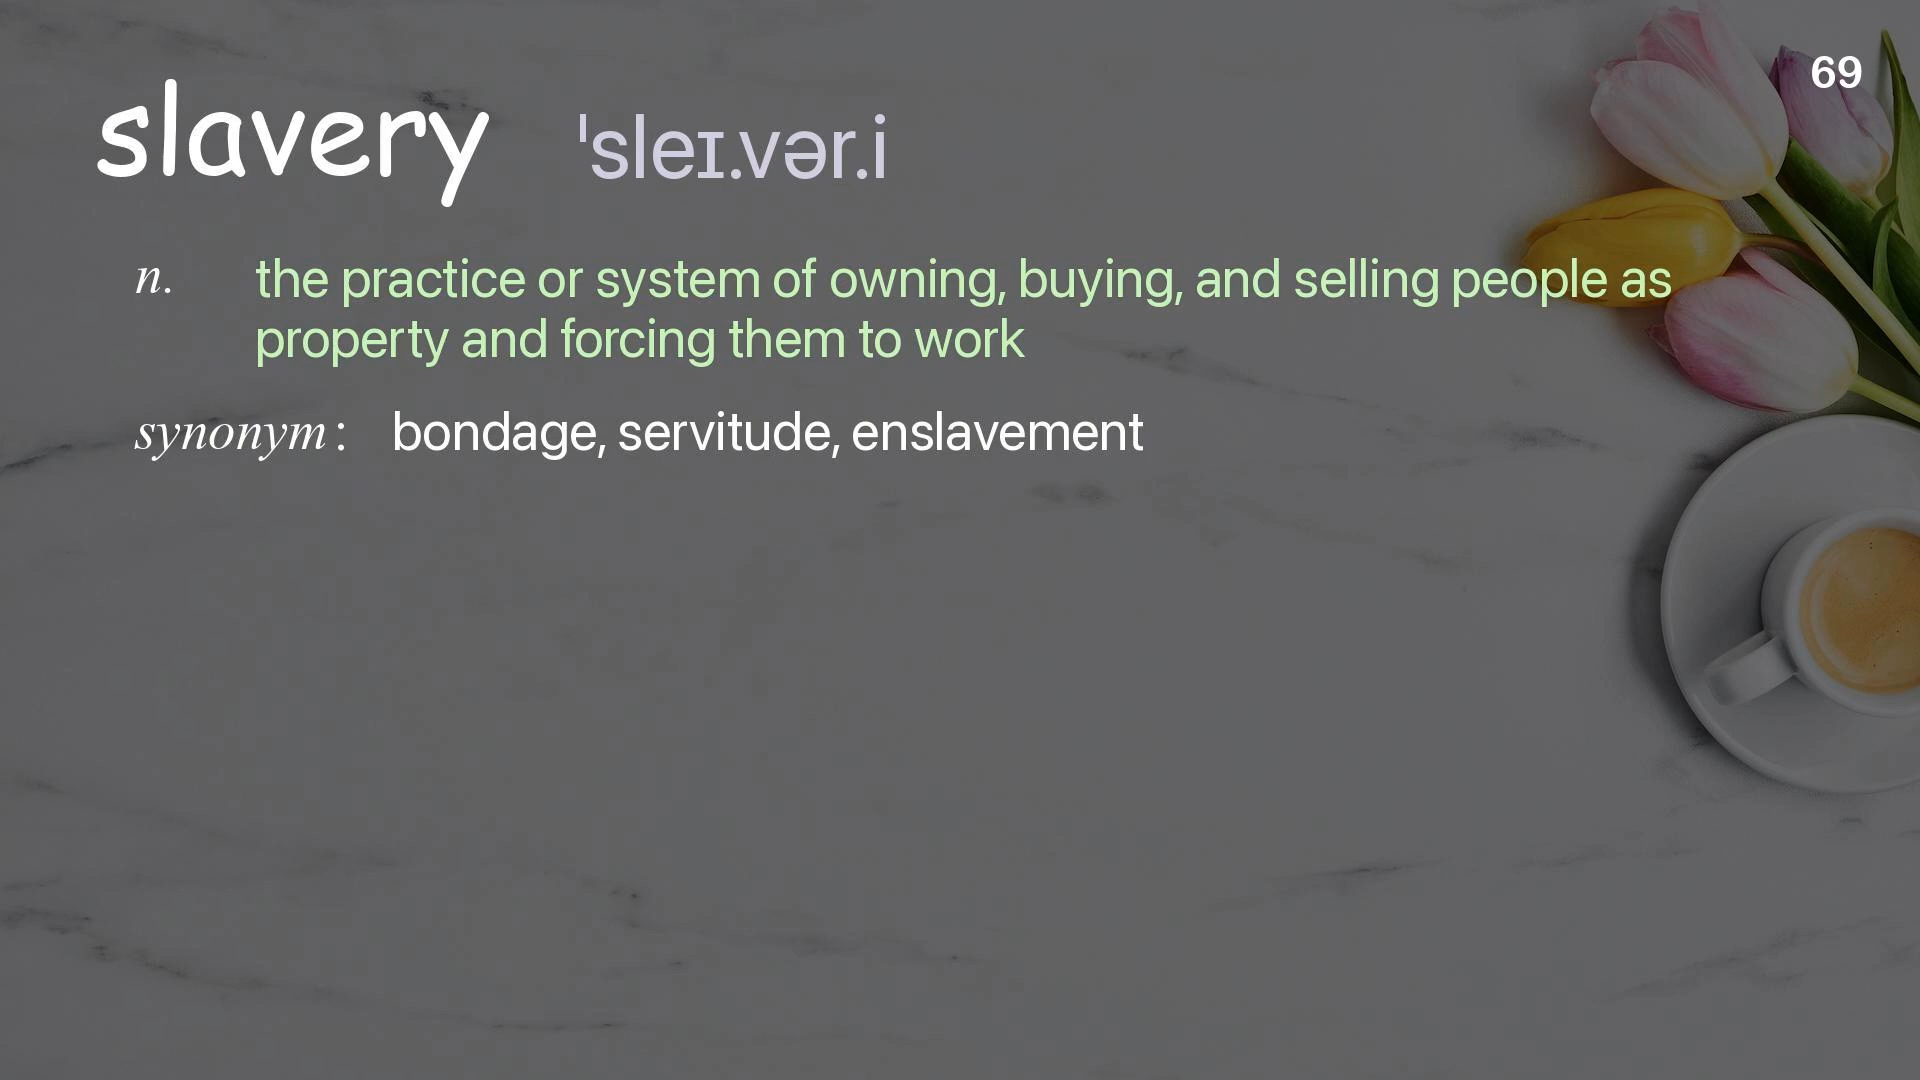 69
slavery ˈsleɪ.vər.i
n. the practice or system of owning, buying, and selling people as
property and forcing them to work
synonym: bondage, servitude, enslavement